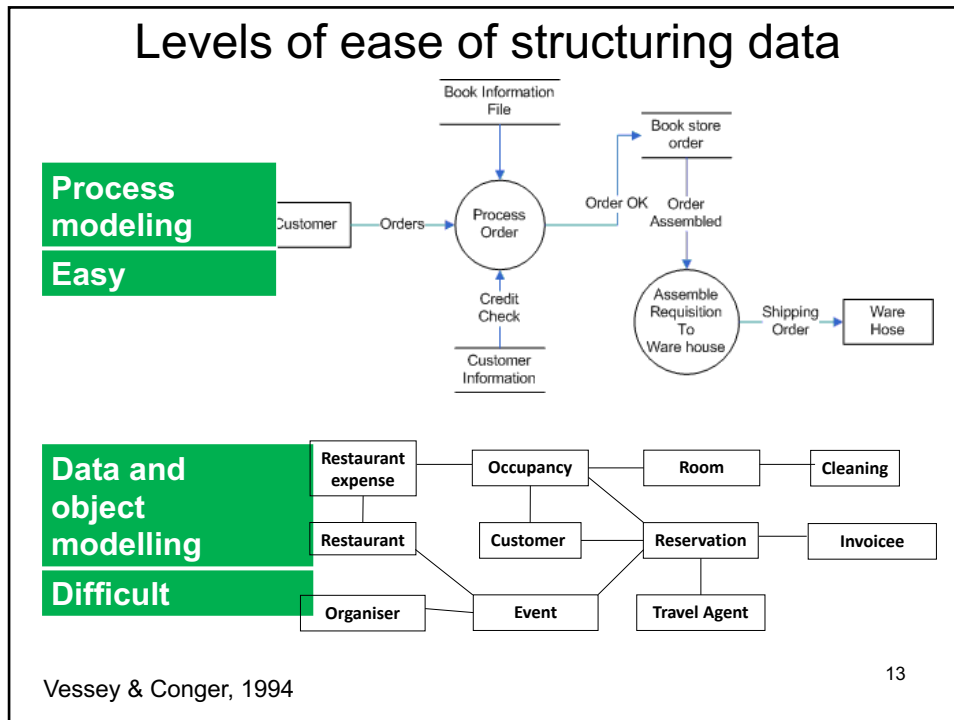 Levels of ease of structuring data
Book Information
File
Book store
order
Process
modeling
Easy
Customer
Orders
Process
Order
Order OK
Order
Assembled
Credit
Check
Customer
Information
Assemble
Requisition
To
Ware house
Shipping
Order
Ware
Hose
Data and
object
modelling
Difficult
Restaurant
expense
Occupancy
Room
Cleaning
Restaurant
Customer
Reservation
Invoicee
Organiser
Event
Travel Agent
Vessey & Conger, 1994
13